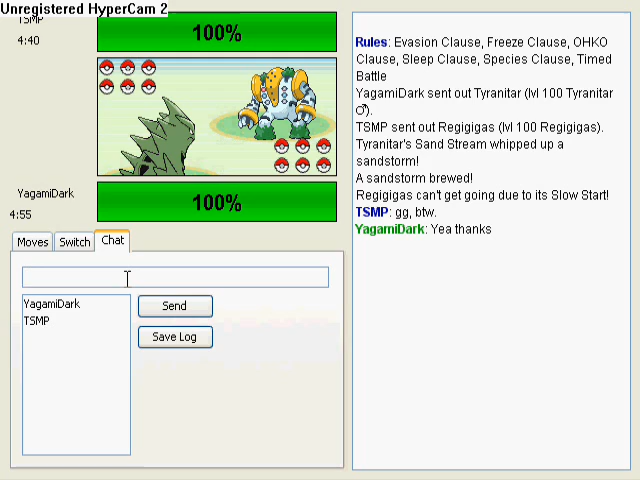 Unregistered HyperCam 2
TSMP
4:40
100%
YagamiDark
4:55
100%
Moves
Switch
Chat
YagamiDark
TSMP
Send
Save Log
Rules: Evasion Clause, Freeze Clause, OHKO
Clause, Sleep Clause, Species Clause, Timed
Battle
YagamiDark sent out Tyranitar (lvl 100 Tyranitar
♂).
TSMP sent out Regigigas (lvl 100 Regigigas).
Tyranitar's Sand Stream whipped up a
sandstorm!
A sandstorm brewed!
Regigigas can't get going due to its Slow Start!
TSMP: gg, btw.
YagamiDark: Yea thanks